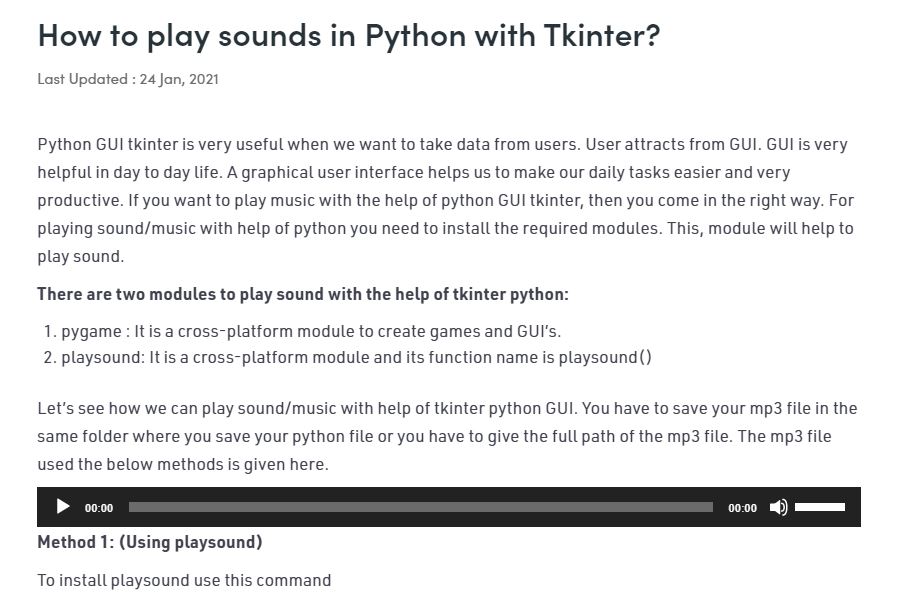 How to play sounds in Python with Tkinter?
Last Updated : 24 Jan, 2021
Python GUI tkinter is very useful when we want to take data from users. User attracts from GUI. GUI is very
helpful in day to day life. A graphical user interface helps us to make our daily tasks easier and very
productive. If you want to play music with the help of python GUI tkinter, then you come in the right way. For
playing sound/music with help of python you need to install the required modules. This, module will help to
play sound.
There are two modules to play sound with the help of tkinter python:
1. pygame : It is a cross-platform module to create games and GUI’s.
2. playsound: It is a cross-platform module and its function name is playsound()
Let’s see how we can play sound/music with help of tkinter python GUI. You have to save your mp3 file in the
same folder where you save your python file or you have to give the full path of the mp3 file. The mp3 file
used the below methods is given here.
00:00 00:00
Method 1: (Using playsound)
To install playsound use this command